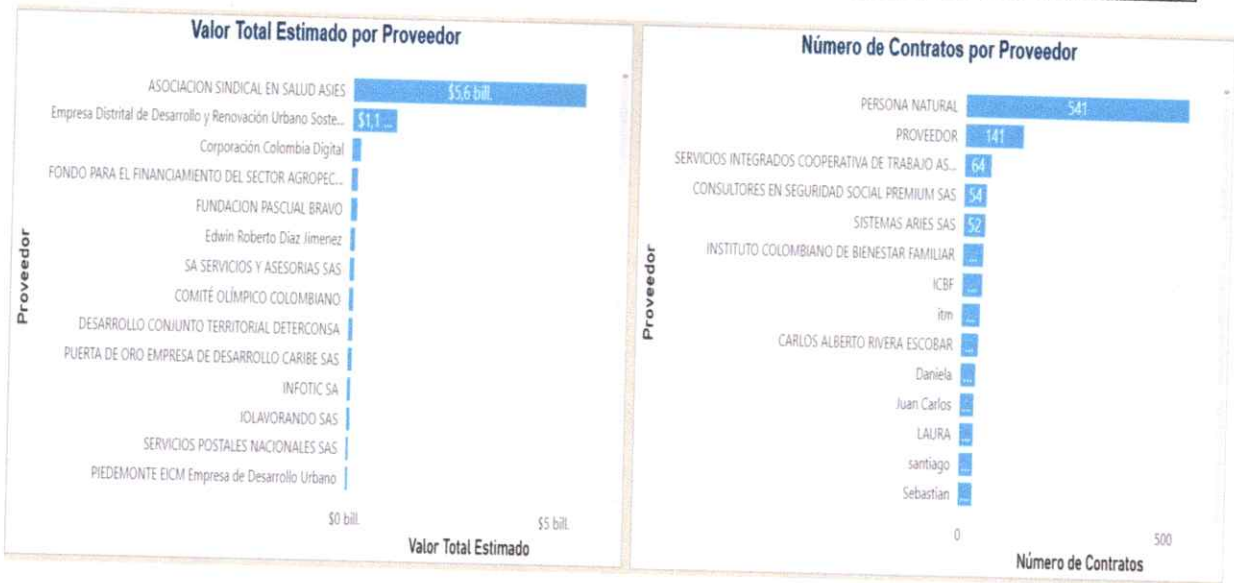 Valor Total Estimado por Proveedor
Proveedor
ASOCIACION SINDICAL EN SALUD ASIES
$5,6 bill.
Empresa Distrital de Desarrollo y Renovación Urbano Soste...
$1,1 ...
Corporación Colombia Digital
FONDO PARA EL FINANCIAMIENTO DEL SECTOR AGROPEC...
FUNDACION PASCUAL BRAVO
Edwin Roberto Diaz Jimenez
SA SERVICIOS Y ASESORIAS SAS
COMITÉ OLÍMPICO COLOMBIANO
DESARROLLO CONJUNTO TERRITORIAL DETERCONSA
PUERTA DE ORO EMPRESA DE DESARROLLO CARIBE SAS
INFOTIC SA
JOLAVORANDO SAS
SERVICIOS POSTALES NACIONALES SAS
PIEDEMONTE EICM Empresa de Desarrollo Urbano
$0 bill.
$5 bill.
Valor Total Estimado
Número de Contratos por Proveedor
Proveedor
PERSONA NATURAL
541
PROVEEDOR
141
SERVICIOS INTEGRADOS COOPERATIVA DE TRABAJO AS...
64
CONSULTORES EN SEGURIDAD SOCIAL PREMIUM SAS
54
SISTEMAS ARIES SAS
52
INSTITUTO COLOMBIANO DE BIENESTAR FAMILIAR
...
ICBF
...
itm
...
CARLOS ALBERTO RIVERA ESCOBAR
...
Daniela
...
Juan Carlos
...
LAURA
...
santiago
...
Sebastian
...
0
500
Número de Contratos